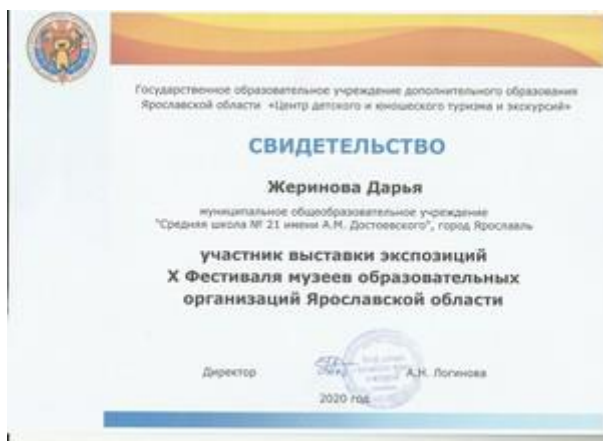 Государственное образовательное учреждение дополнительного образования
Ярославской области «Центр детского и юношеского туризма и экскурсий»
СВИДЕТЕЛЬСТВО
Жеринова Дарья
муниципальное общеобразовательное учреждение
"Средняя школа № 21 имени А.М. Достоевского", город Ярославль
участник выставки экспозиций
X Фестиваля музеев образовательных
организаций Ярославской области
Директор А.Н. Логинова
2020 год